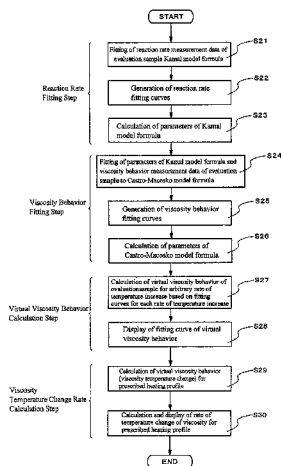 START
S21
Fitting of reaction rate measurement data of
evaluation sample Kamal model formula
S22
Reaction Rate
Fitting Step
Generation of reaction rate
fitting curves
S23
Calculation of parameters of Kamal
model formula
S24
Fitting of parameters of Kamal model formula and
viscosity behavior measurement data of evaluation
sample to Castro-Macosko model formula
S25
Viscosity Behavior
Fitting Step
Generation of viscosity behavior
fitting curves
S26
Calculation of parameters of
Castro-Macosko model formula
S27
Calculation of virtual viscosity behavior of
evaluation sample for arbitrary rate of
temperature increase based on fitting
curves for each rate of temperature increase
Virtual Viscosity Behavior
Calculation Step
S28
Display of fitting curve of virtual
viscosity behavior
S29
Calculation of virtual viscosity behavior
(viscosity temperature change) for
prescribed heating profile
Viscosity
Temperature Change Rate
Calculation Step
S30
Calculation and display of rate of
temperature change of viscosity for
prescribed heating profile
END